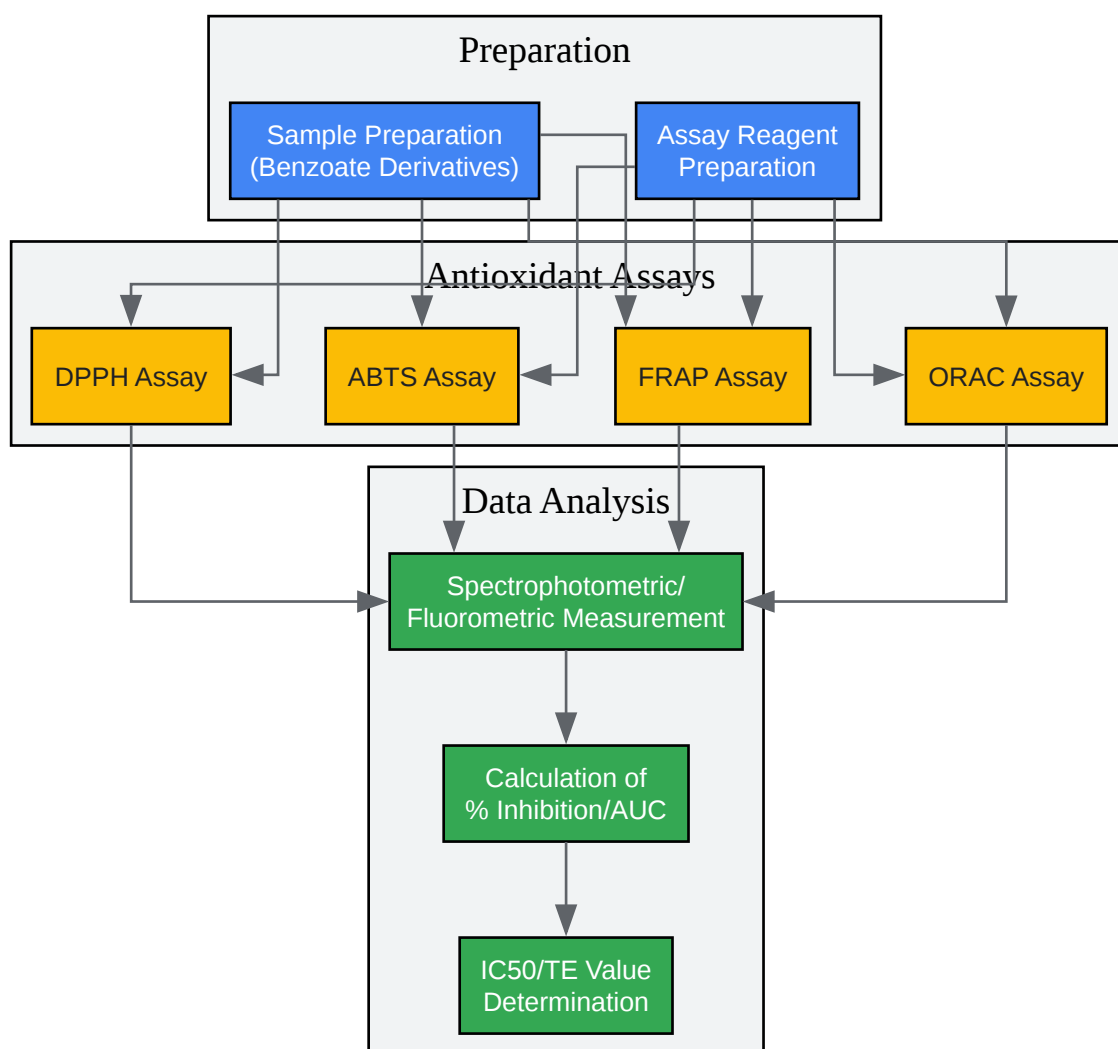 Preparation
Sample Preparation
(Benzoate Derivatives)
Assay Reagent
Preparation
Antioxidant Assays
DPPH Assay
ABTS Assay
FRAP Assay
ORAC Assay
Data Analysis
Spectrophotometric/
Fluorometric Measurement
Calculation of
% Inhibition/AUC
IC50/TE Value
Determination